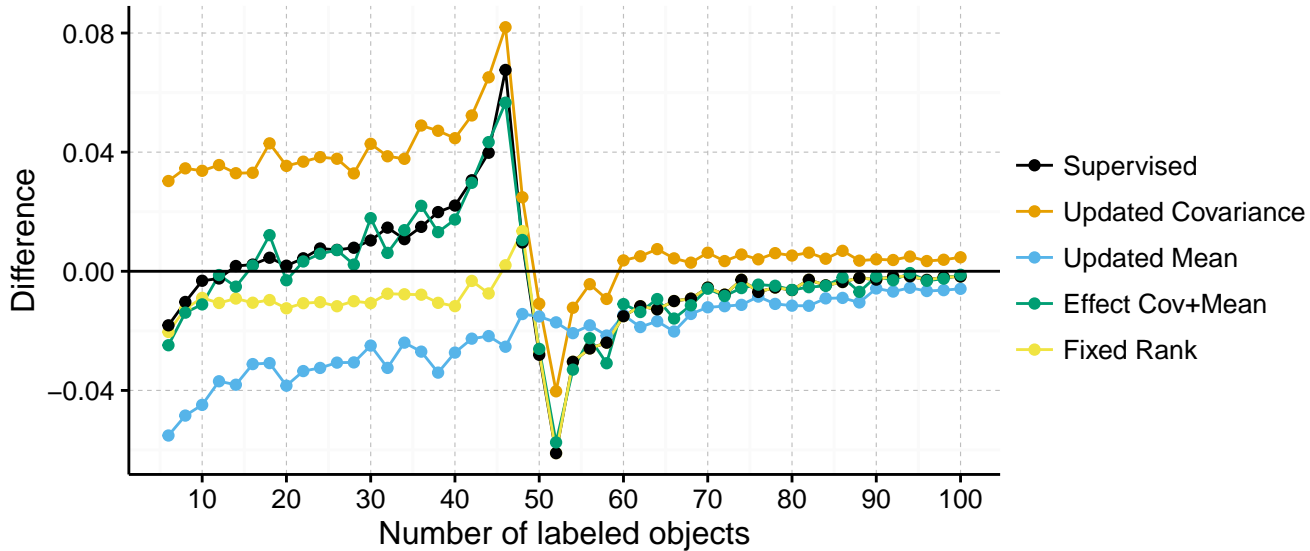 Difference
0.08
0.04
0.00
−0.04
10 20 30 40 50 60 70 80 90 100
Number of labeled objects
Supervised
Updated Covariance
Updated Mean
Effect Cov+Mean
Fixed Rank